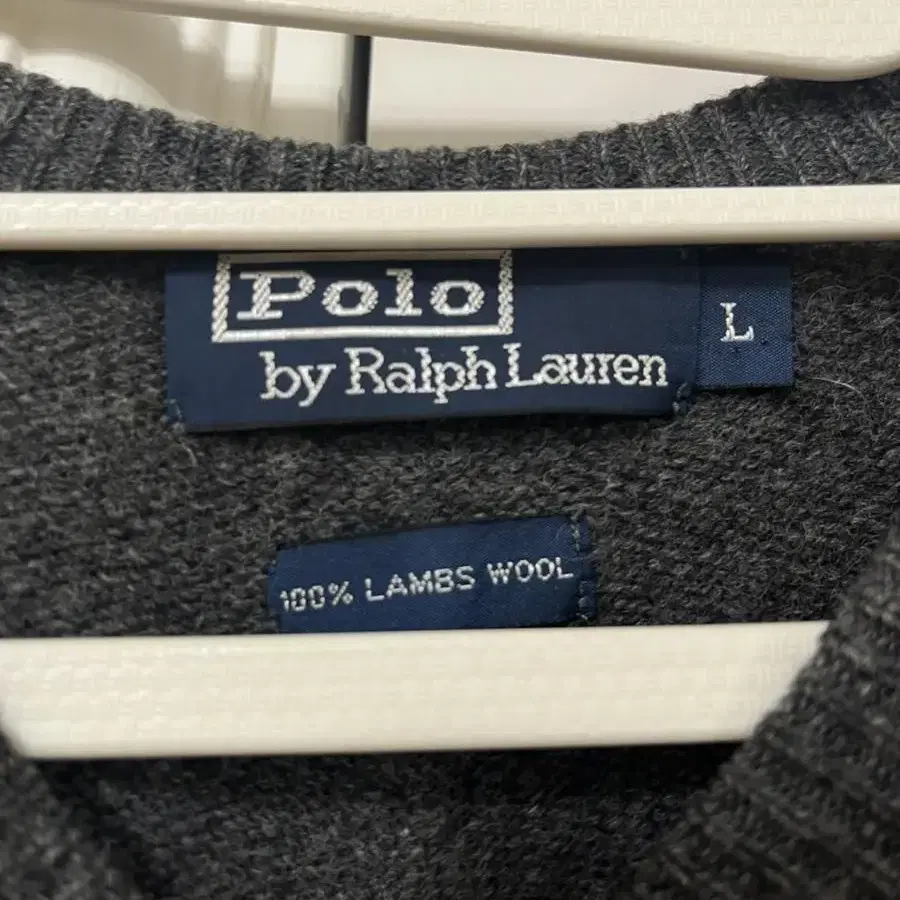 Polo
by Ralph Lauren
L
100% LAMBS WOOL